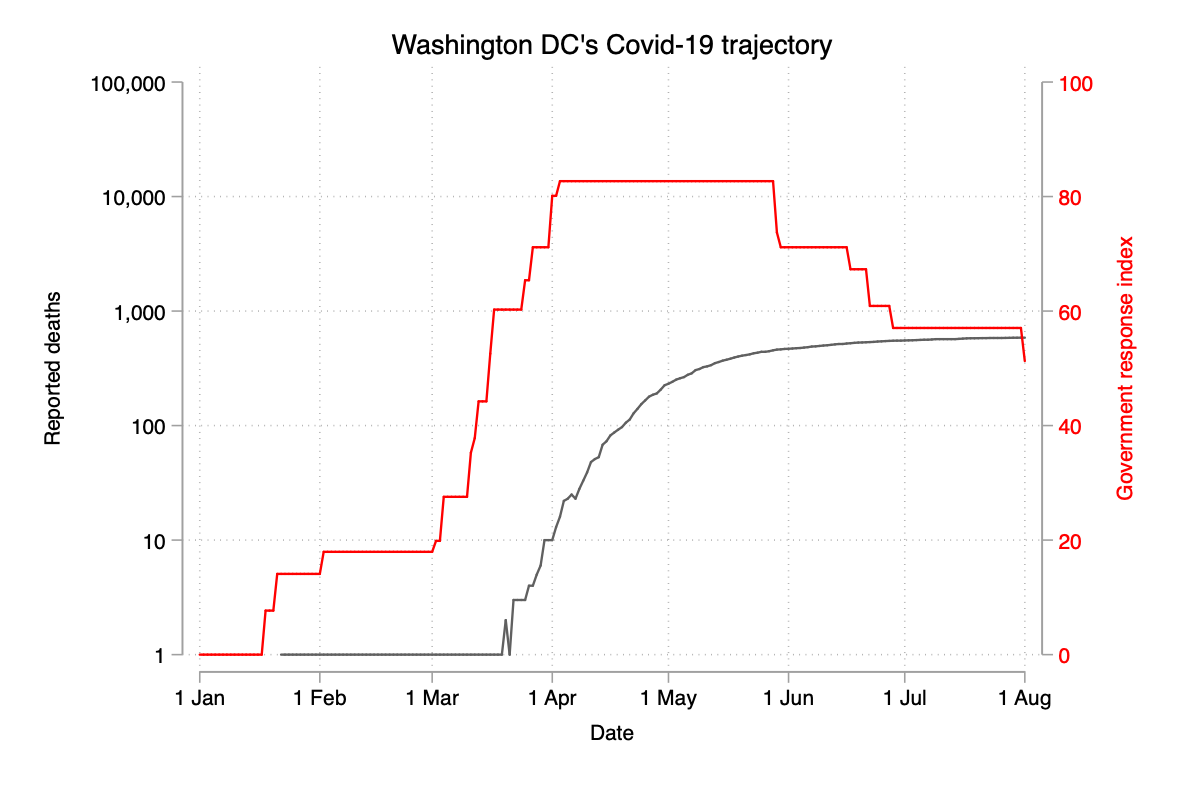 Washington DC's Covid-19 trajectory
100,000
10,000
1,000
100
10
1
Reported deaths
100
80
60
40
20
0
Government response index
1 Jan 1 Feb 1 Mar 1 Apr 1 May 1 Jun 1 Jul 1 Aug
Date